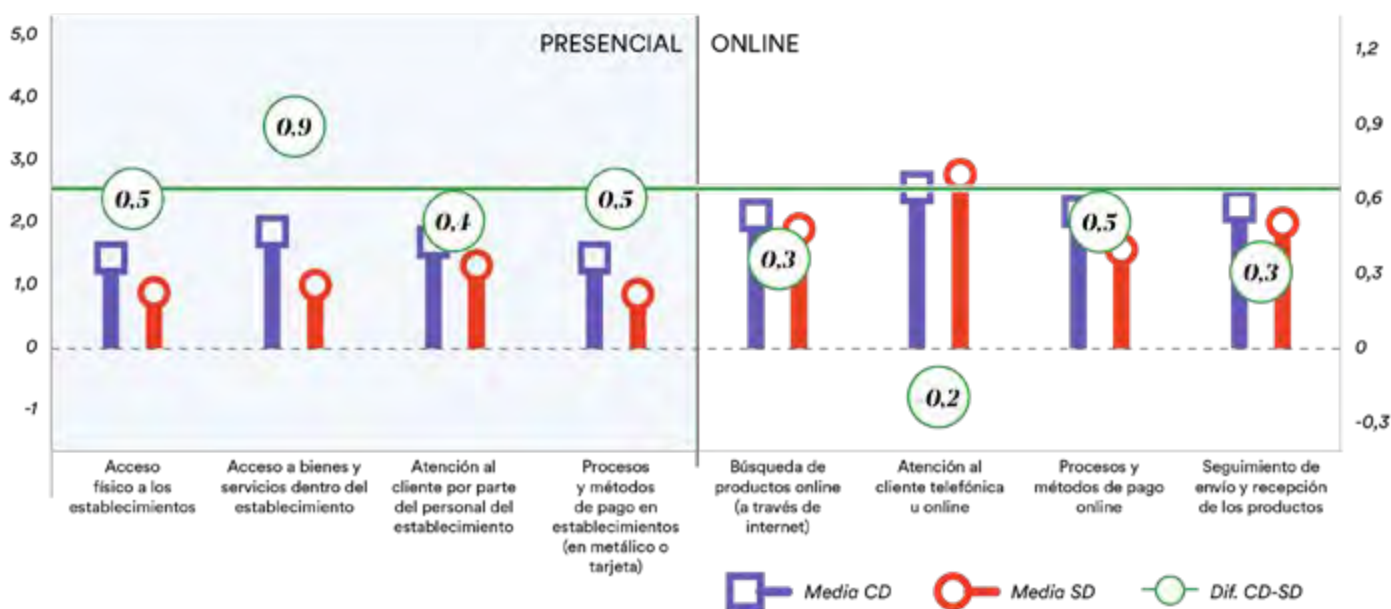 PRESENCIAL
ONLINE
5,0
4,0
3,0
2,0
1,0
0
-1
1,2
0,9
0,6
0,3
0
-0,3
0,5
0,9
0,4
0,5
0,3
-0,2
0,5
0,3
Acceso
físico a los
establecimientos
Acceso a bienes y
servicios dentro del
establecimiento
Atención al
cliente por parte
del personal del
establecimiento
Procesos
y métodos
de pago en
establecimientos
(en metálico o
tarjeta)
Búsqueda de
productos online
(a través de
internet)
Atención al
cliente telefónica
u online
Procesos y
métodos de pago
online
Seguimiento de
envío y recepción
de los productos
Media CD
Media SD
Dif. CD-SD